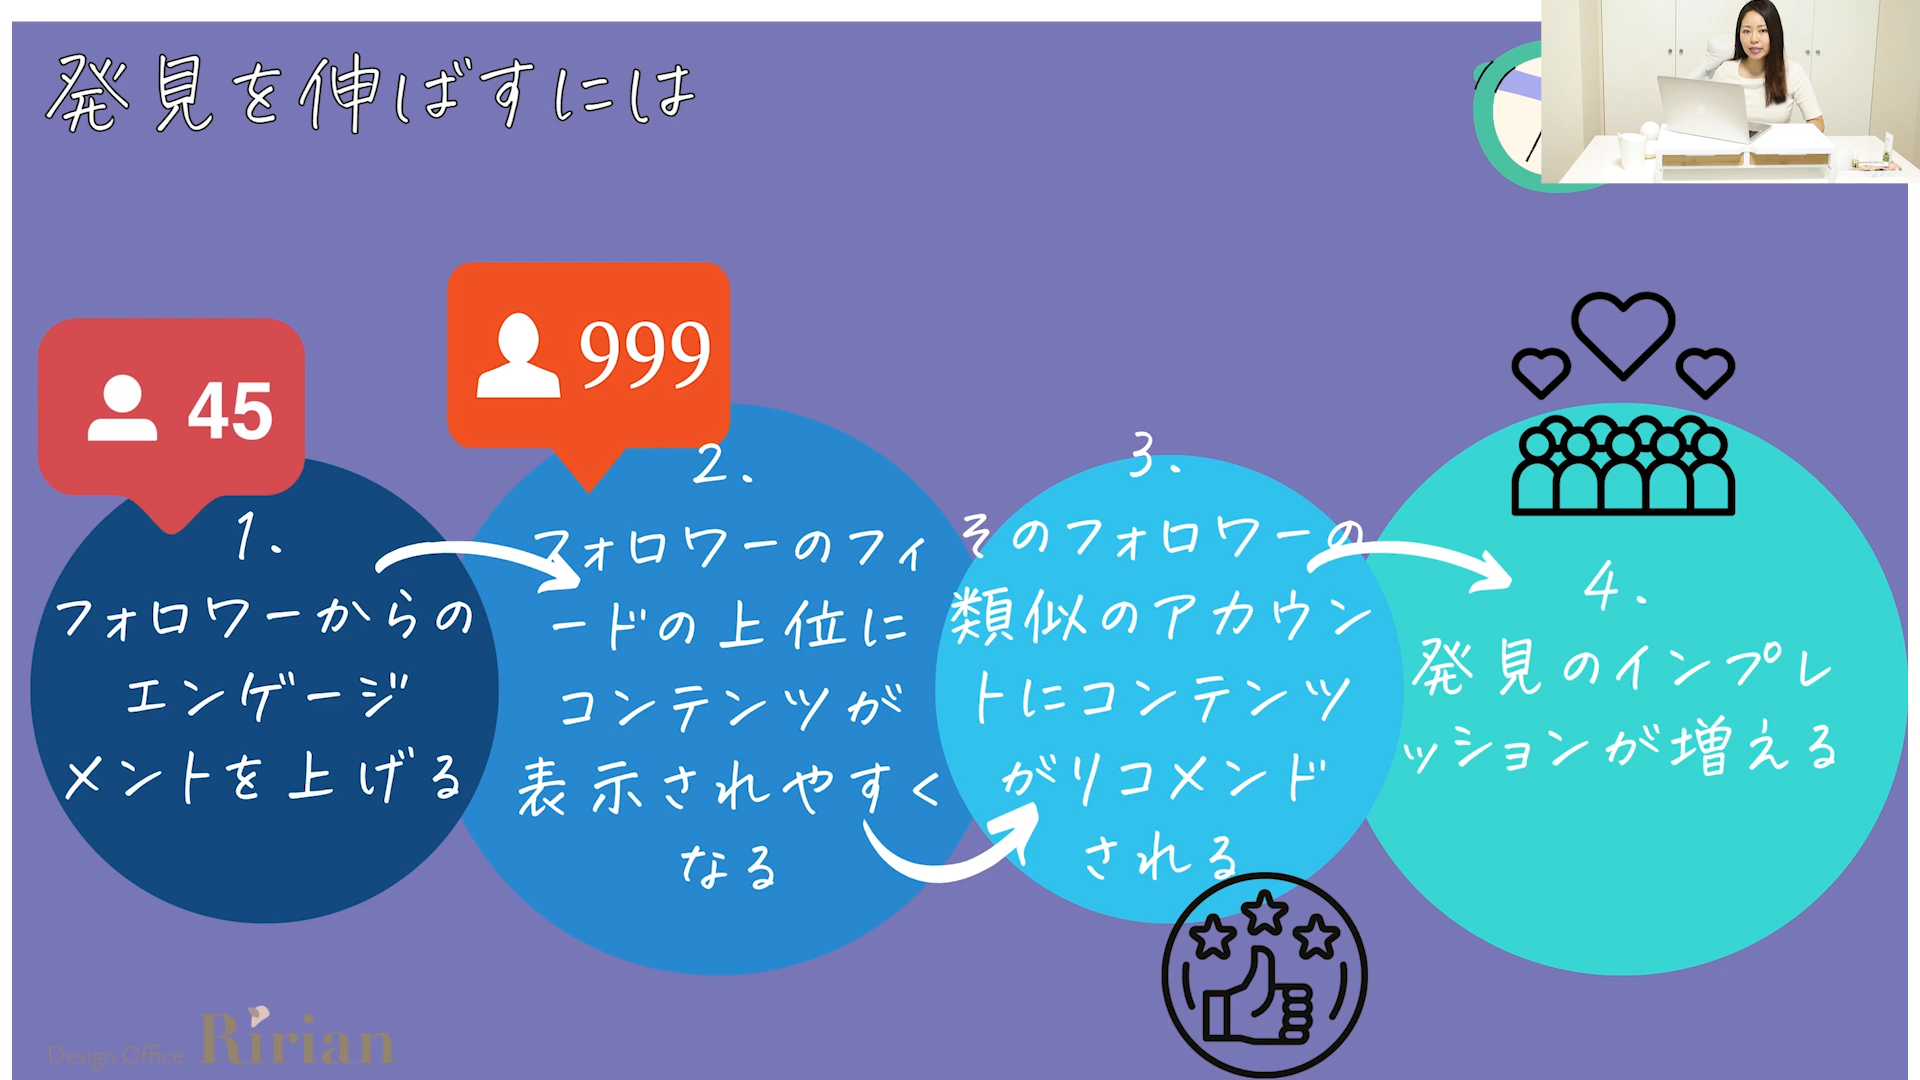 発見を伸ばすには
45
999
1.
フォロワーからの
エンゲージ
メントを上げる
2.
フォロワーのフィ
ードの上位に
コンテンツが
表示されやすく
なる
3.
そのフォロワーの
類似のアカウン
トにコンテンツ
がリコメンド
される
4.
発見のインプレ
ッションが増える
Design Office Ririan